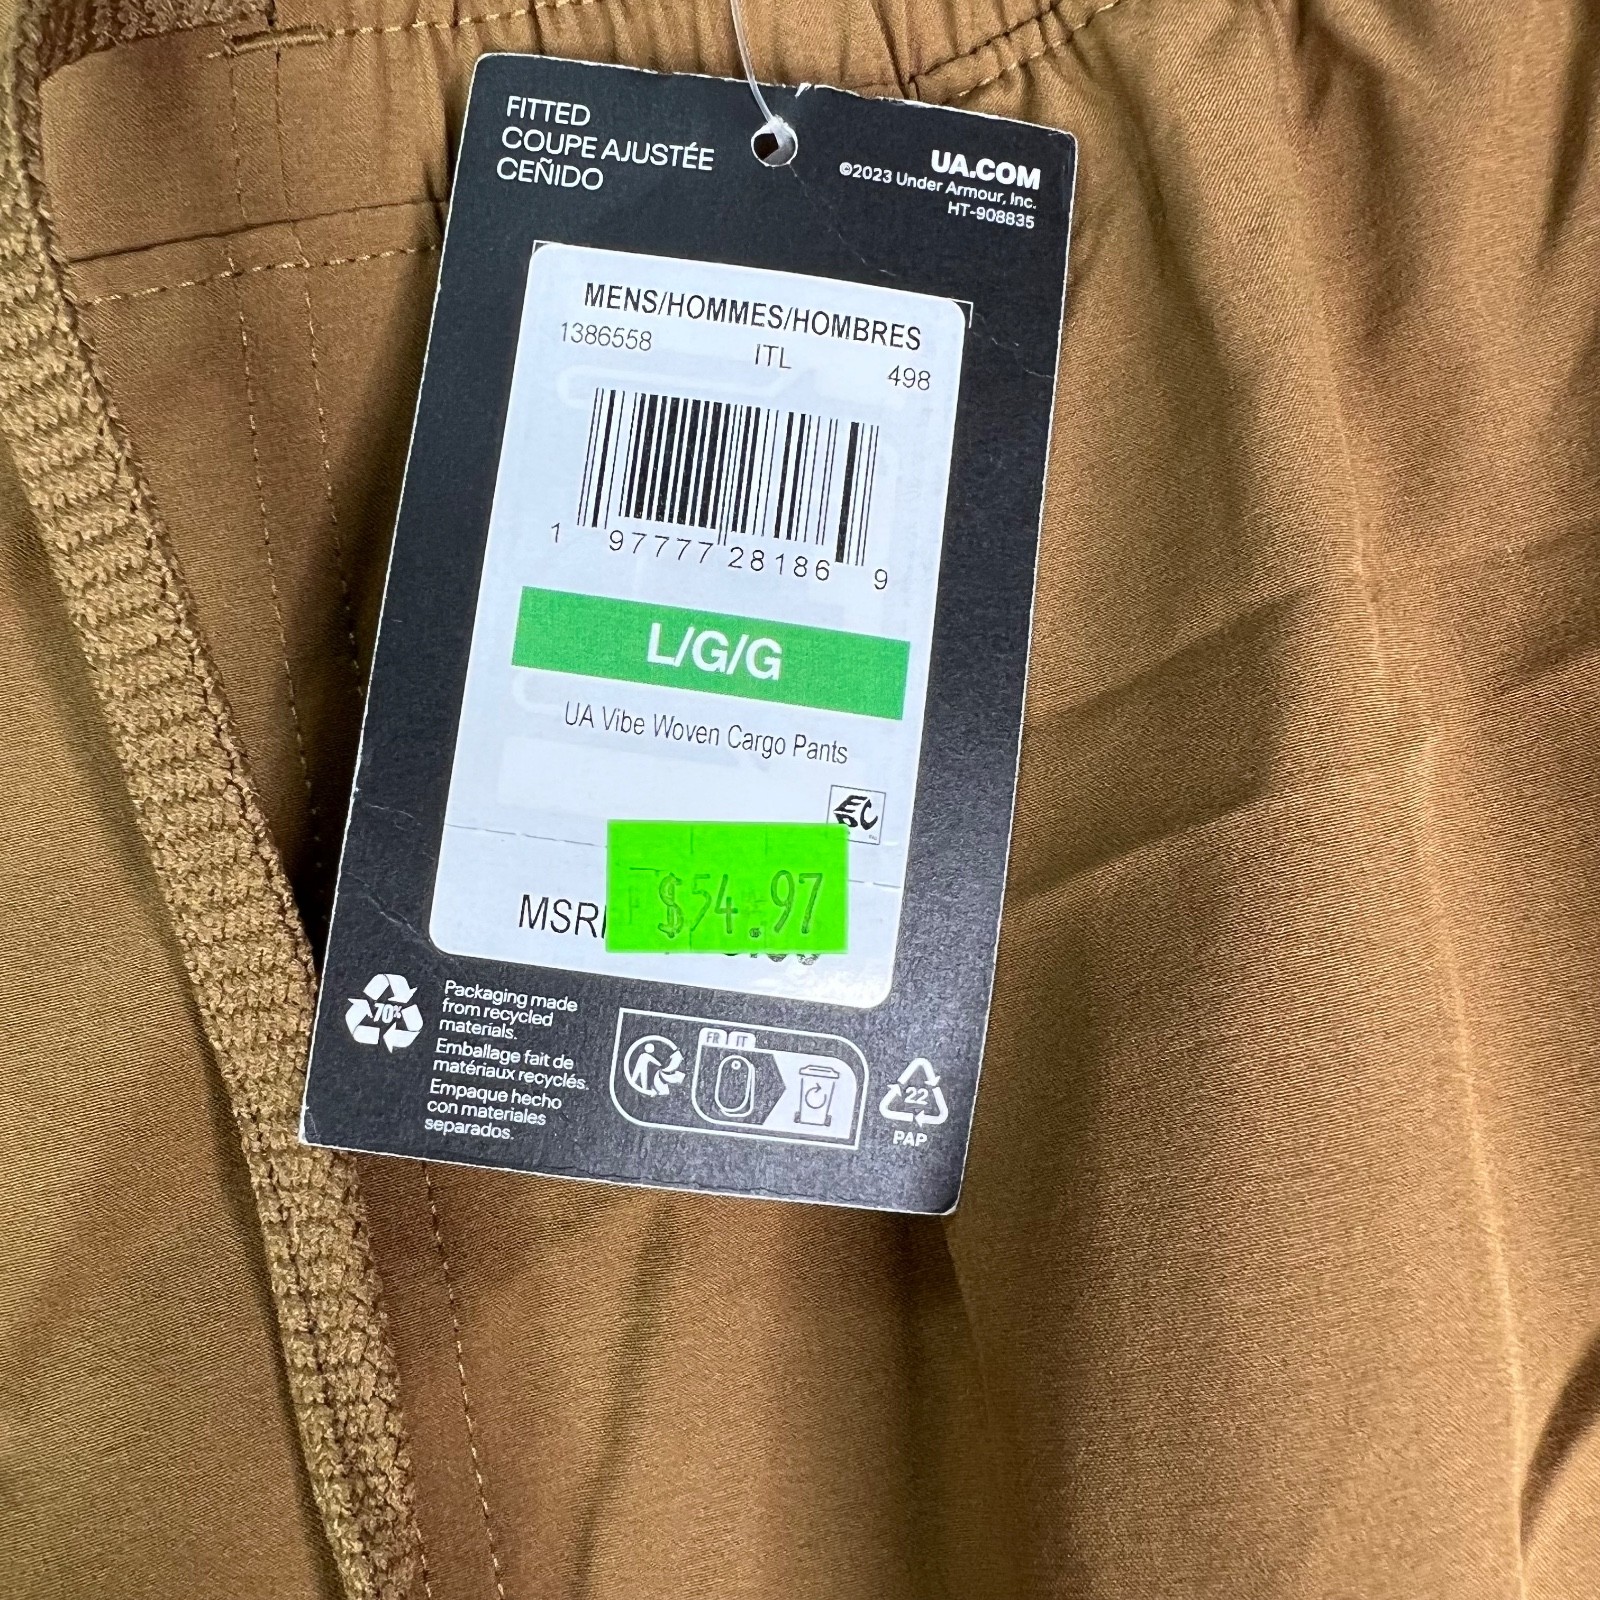 FITTED
COUPE AJUSTÉE
CEÑIDO
UA.COM
©2023 Under Armour, Inc.
HT-908835
MENS/HOMMES/HOMBRES
1386558 ITL 498
1 97777 28186 9
L/G/G
UA Vibe Woven Cargo Pants
$54.97
70%
Packaging made
from recycled
materials.
Emballage fait de
matériaux recyclés.
Empaque hecho
con materiales
separados.
FR IT
22
PAP